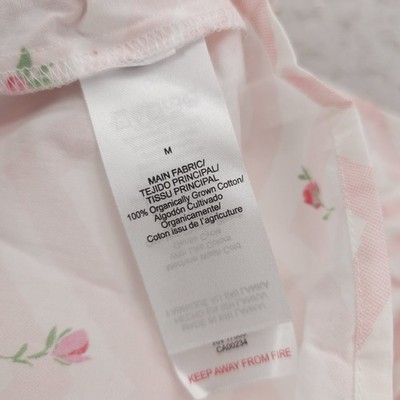 M
MAIN FABRIC/
TEJIDO PRINCIPAL/
TISSU PRINCIPAL/
100% Organically Grown Cotton/
Algodón Cultivado
Organicamente/
Coton issu de l'agricuture
CA00234
KEEP AWAY FROM FIRE